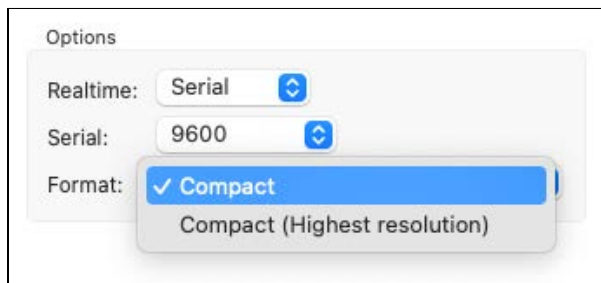 Options
Realtime: Serial
Serial: 9600
Format: ✓ Compact
Compact (Highest resolution)